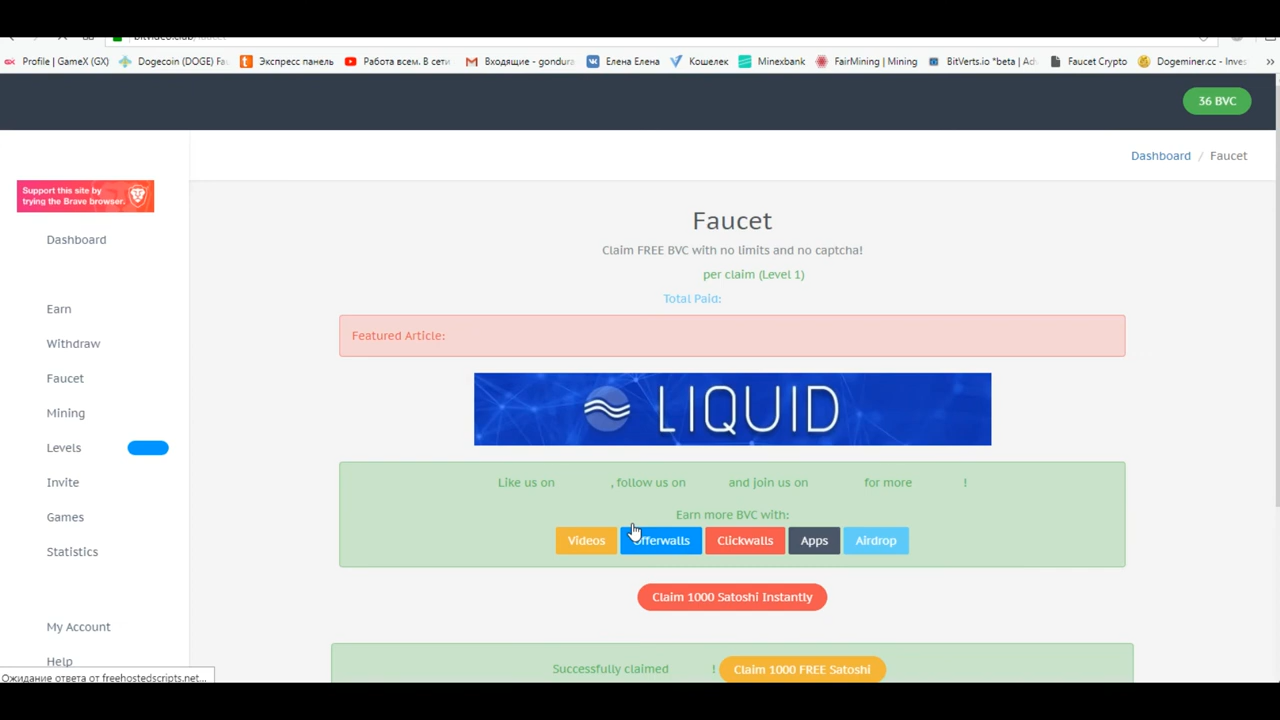 bitvideo.club/faucet
Profile | GameX (GX)
Dogecoin (DOGE) Fa
Экспресс панель
Работа всем. В сети
Входящие - gondura
Елена Елена
Кошелек
Minexbank
FairMining | Mining
BitVerts.io *beta | Ad
Faucet Crypto
Dogeminer.cc - Inves
36 BVC
Dashboard / Faucet
Support this site by
trying the Brave browser.
Dashboard
Earn
Withdraw
Faucet
Mining
Levels
Invite
Games
Statistics
My Account
Help
Faucet
Claim FREE BVC with no limits and no captcha!
per claim (Level 1)
Total Paid:
Featured Article:
LIQUID
Like us on , follow us on and join us on for more !
Earn more BVC with:
Videos
Offerwalls
Clickwalls
Apps
Airdrop
Claim 1000 Satoshi Instantly
Successfully claimed !
Claim 1000 FREE Satoshi
Ожидание ответа от freehostedscripts.net...